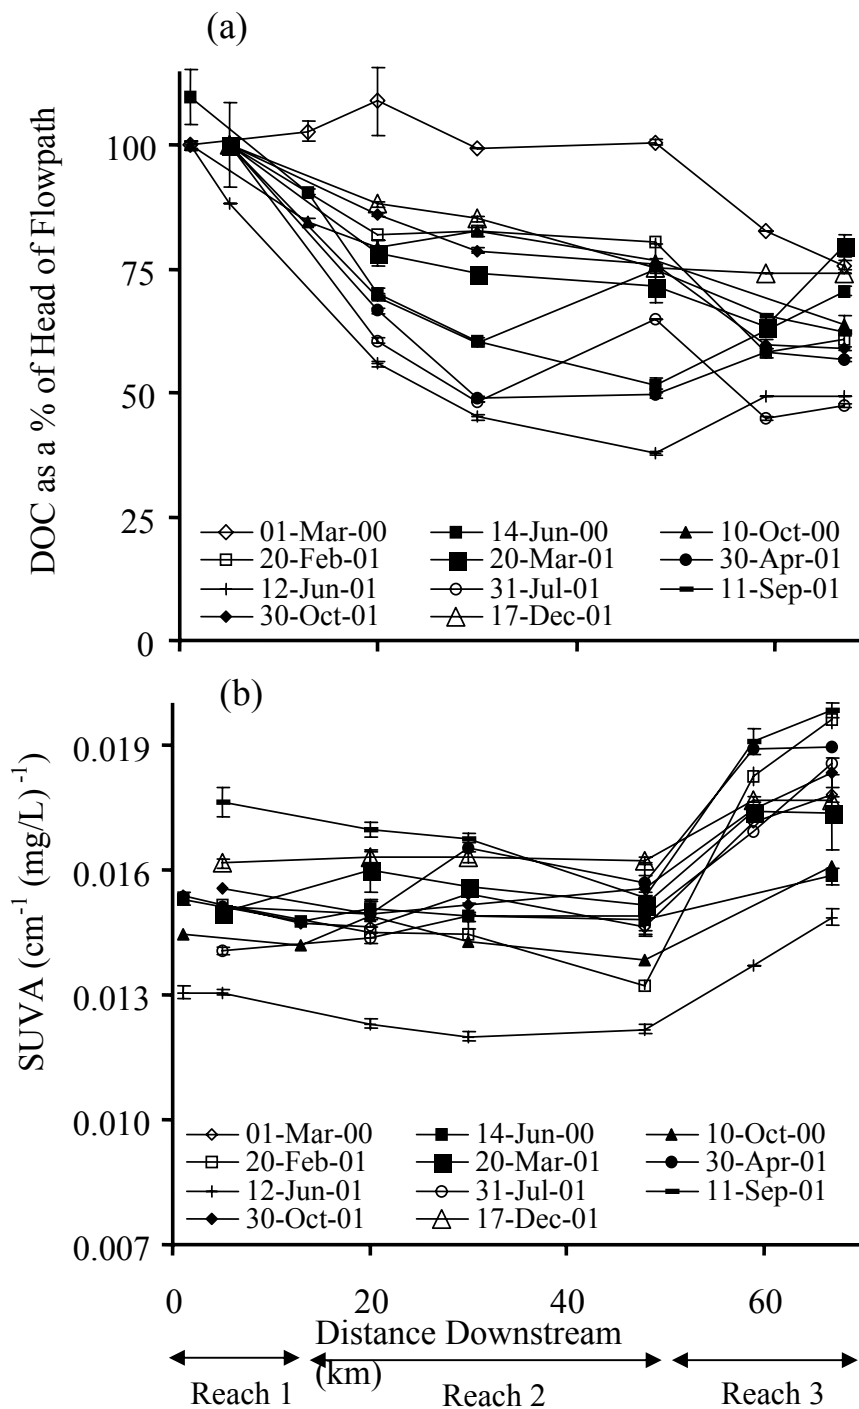 (a)
DOC as a % of Head of Flowpath
100
75
50
25
0
01-Mar-00 14-Jun-00 10-Oct-00
20-Feb-01 20-Mar-01 30-Apr-01
12-Jun-01 31-Jul-01 11-Sep-01
30-Oct-01 17-Dec-01
(b)
SUVA (cm-1 (mg/L) -1)
0.019
0.016
0.013
0.010
0.007
01-Mar-00 14-Jun-00 10-Oct-00
20-Feb-01 20-Mar-01 30-Apr-01
12-Jun-01 31-Jul-01 11-Sep-01
30-Oct-01 17-Dec-01
0 20 40 60
Distance Downstream
(km)
Reach 1 Reach 2 Reach 3